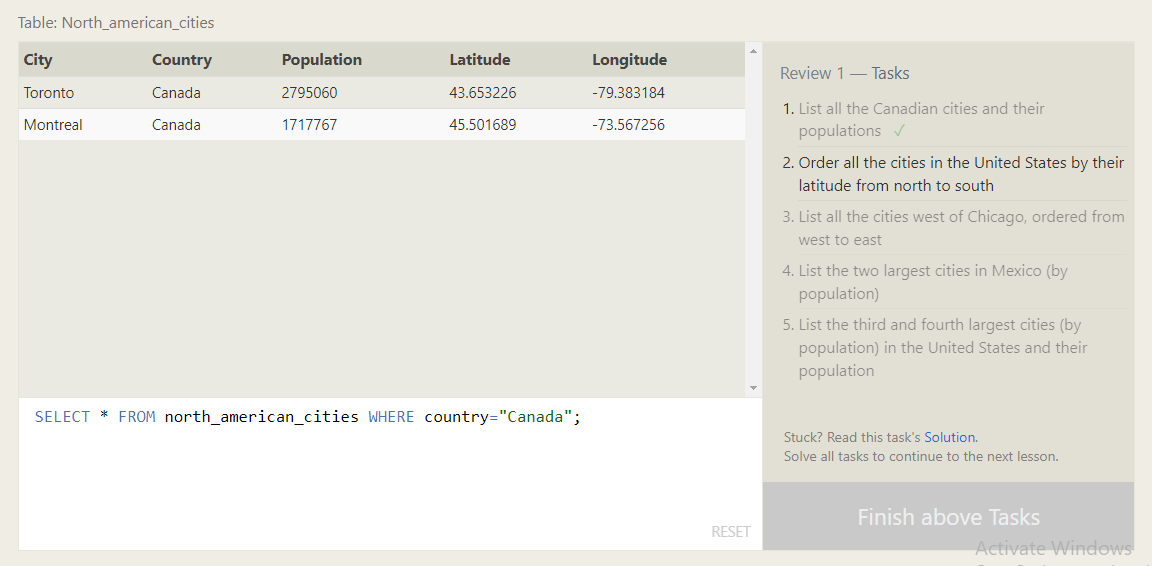 Table: North_american_cities
City Country Population Latitude Longitude
Toronto Canada 2795060 43.653226 -79.383184
Montreal Canada 1717767 45.501689 -73.567256
SELECT * FROM north_american_cities WHERE country="Canada";
RESET
Review 1 — Tasks
1. List all the Canadian cities and their
populations ✓
2. Order all the cities in the United States by their
latitude from north to south
3. List all the cities west of Chicago, ordered from
west to east
4. List the two largest cities in Mexico (by
population)
5. List the third and fourth largest cities (by
population) in the United States and their
population
Stuck? Read this task's Solution.
Solve all tasks to continue to the next lesson.
Finish above Tasks
Activate Windows